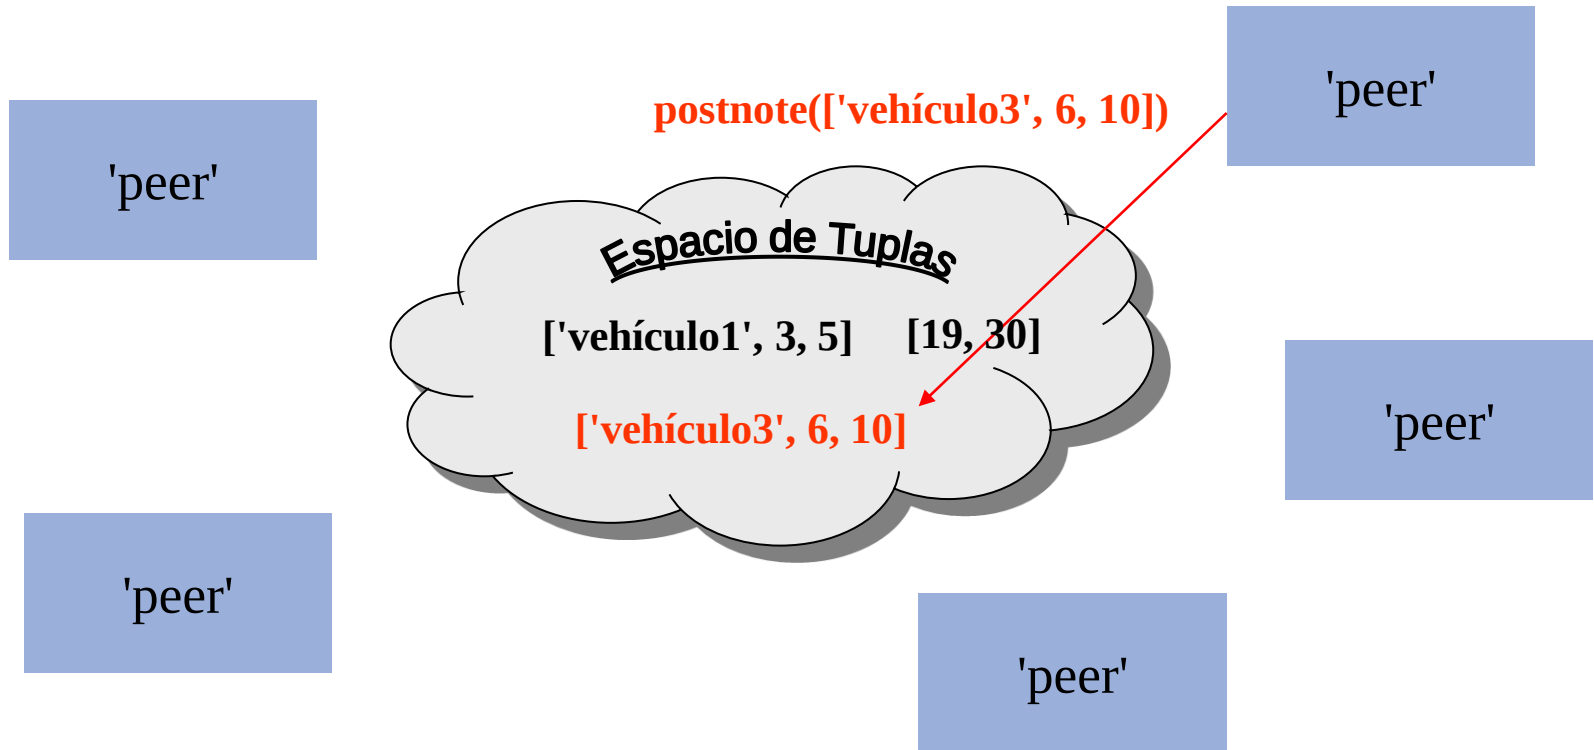 'peer'
postnote(['vehículo3', 6, 10])
'peer'
Espacio de Tuplas
['vehículo1', 3, 5]
[19, 30]
['vehículo3', 6, 10]
'peer'
'peer'
'peer'